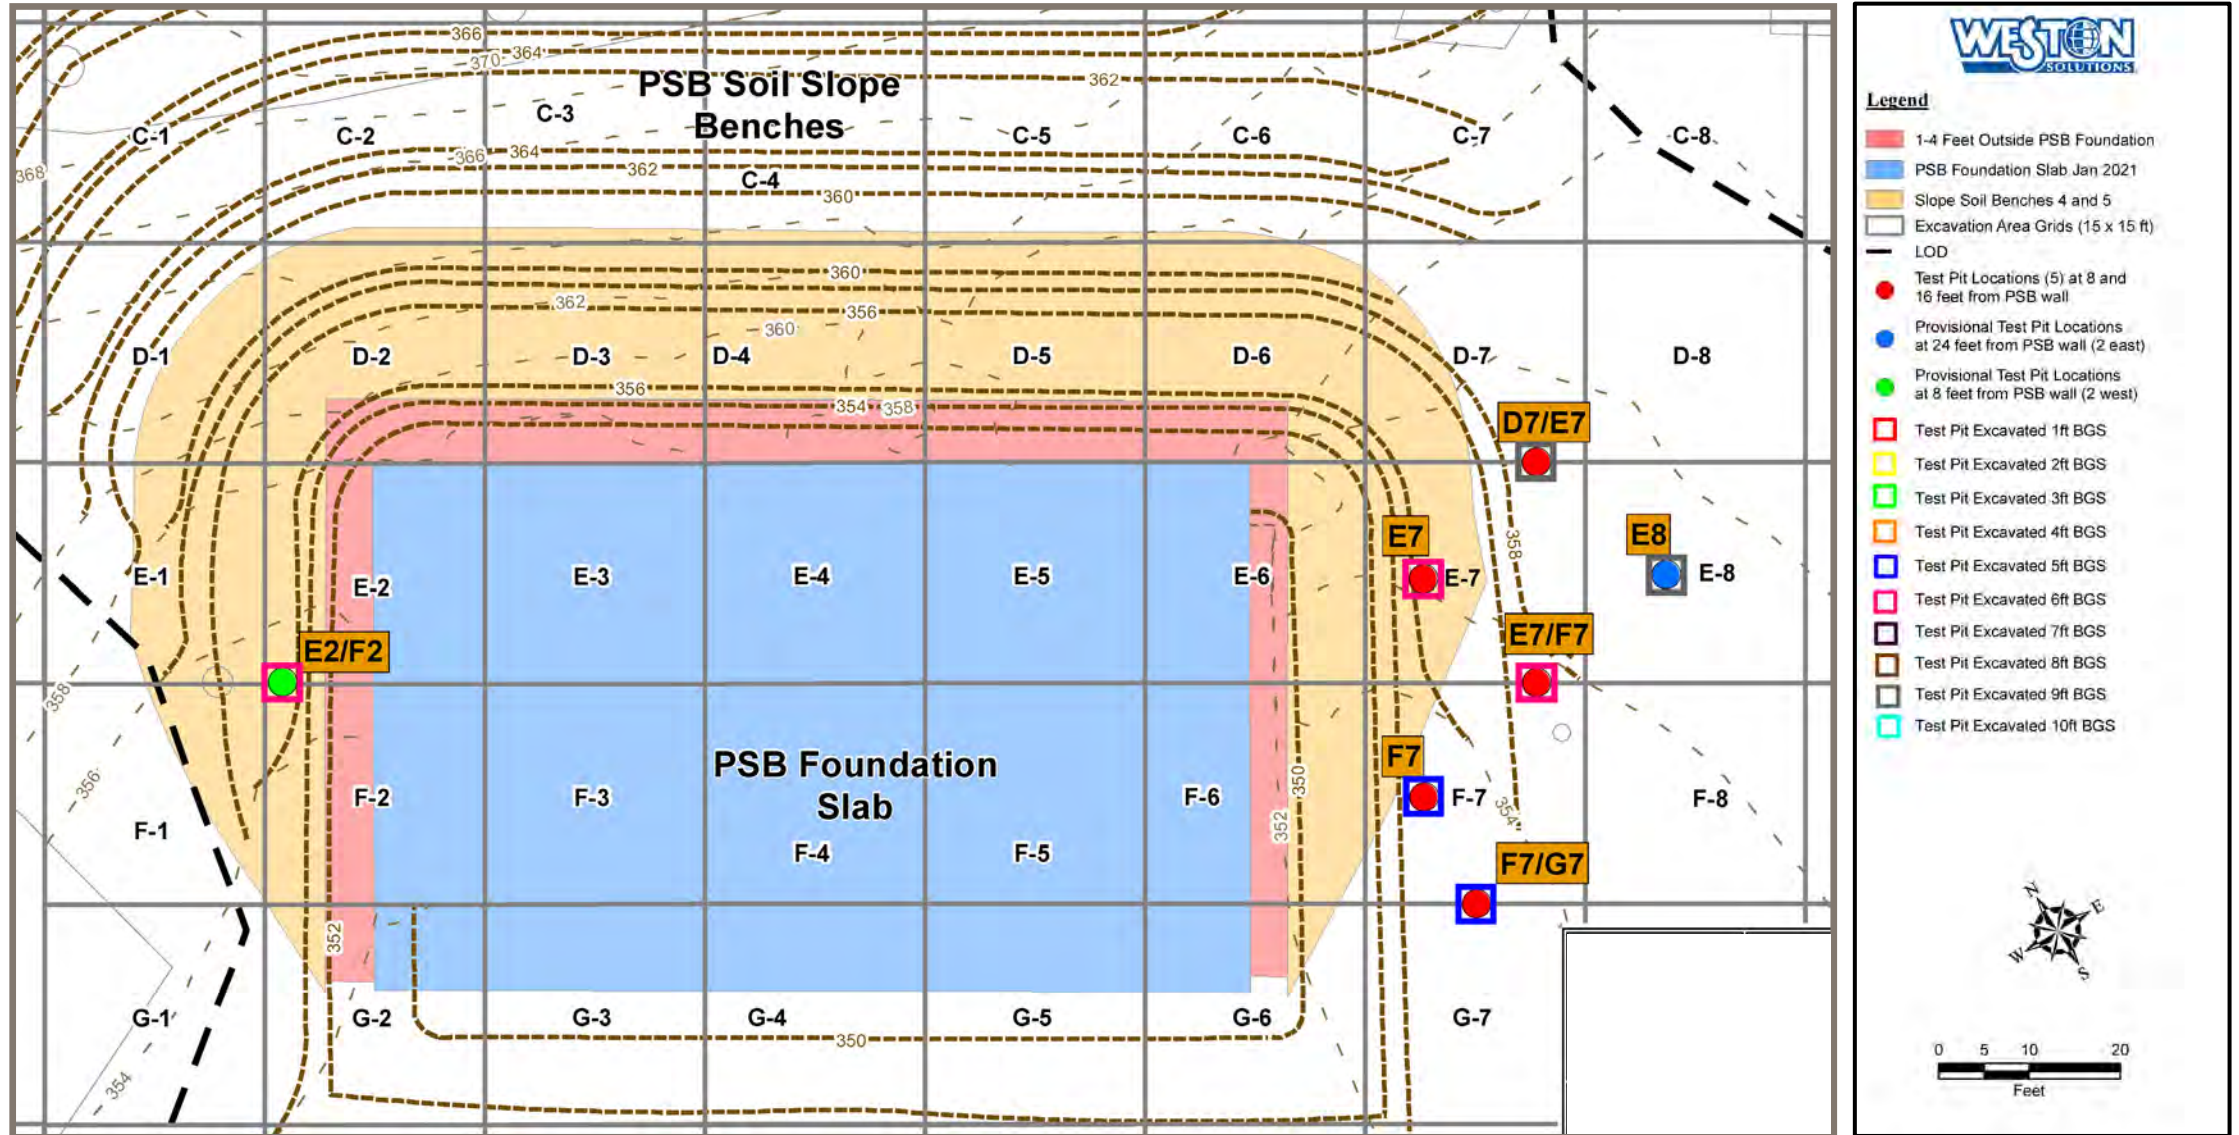 366
370
364
362
PSB Soil Slope
Benches
C-1
C-2
C-3
C-5
C-6
C-7
C-8
368
366
364
362
C-4
360
360
362
356
360
D-1
D-2
D-3
D-4
D-5
D-6
D-7
D-8
356
354
358
D7/E7
E7
358
E8
E-1
E-2
E-3
E-4
E-5
E-6
E-7
E-8
E2/F2
E7/F7
358
F7
PSB Foundation
Slab
356
350
F-1
F-2
F-3
F-4
F-5
F-6
F-7
F-8
354
352
F7/G7
352
G-1
G-2
G-3
G-4
G-5
G-6
G-7
350
354
WESTON
SOLUTIONS
Legend
1-4 Feet Outside PSB Foundation
PSB Foundation Slab Jan 2021
Slope Soil Benches 4 and 5
Excavation Area Grids (15 x 15 ft)
LOD
Test Pit Locations (5) at 8 and
16 feet from PSB wall
Provisional Test Pit Locations
at 24 feet from PSB wall (2 east)
Provisional Test Pit Locations
at 8 feet from PSB wall (2 west)
Test Pit Excavated 1ft BGS
Test Pit Excavated 2ft BGS
Test Pit Excavated 3ft BGS
Test Pit Excavated 4ft BGS
Test Pit Excavated 5ft BGS
Test Pit Excavated 6ft BGS
Test Pit Excavated 7ft BGS
Test Pit Excavated 8ft BGS
Test Pit Excavated 9ft BGS
Test Pit Excavated 10ft BGS
N
E
W
S
0 5 10 20
Feet